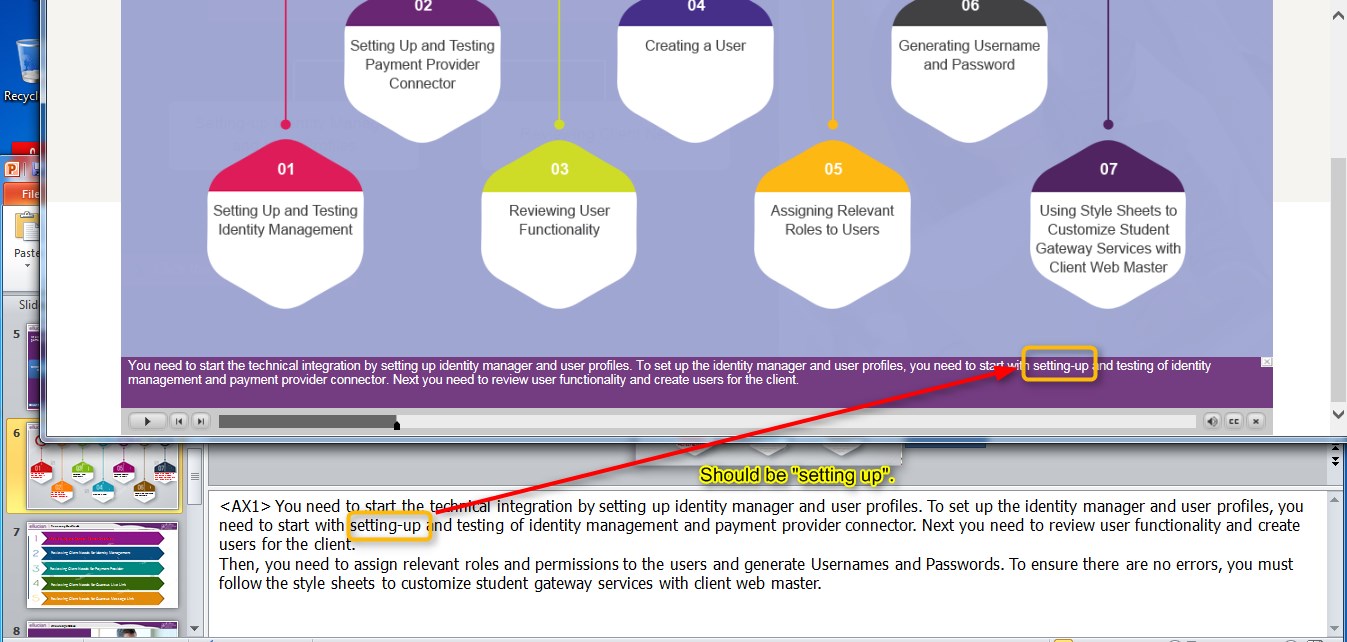 02
04
06
Setting Up and Testing
Payment Provider
Connector
Creating a User
Generating Username
and Password
Recycl
01
03
05
07
Setting Up and Testing
Identity Management
Reviewing User
Functionality
Assigning Relevant
Roles to Users
Using Style Sheets to
Customize Student
Gateway Services with
Client Web Master
File
Paste
Slid
5
You need to start the technical integration by setting up identity manager and user profiles. To set up the identity manager and user profiles, you need to start with setting-up and testing of identity
management and payment provider connector. Next you need to review user functionality and create users for the client.
CC
6
Should be "setting up".
<AX1> You need to start the technical integration by setting up identity manager and user profiles. To set up the identity manager and user profiles, you
need to start with setting-up and testing of identity management and payment provider connector. Next you need to review user functionality and create
users for the client.
Then, you need to assign relevant roles and permissions to the users and generate Usernames and Passwords. To ensure there are no errors, you must
follow the style sheets to customize student gateway services with client web master.
7
8